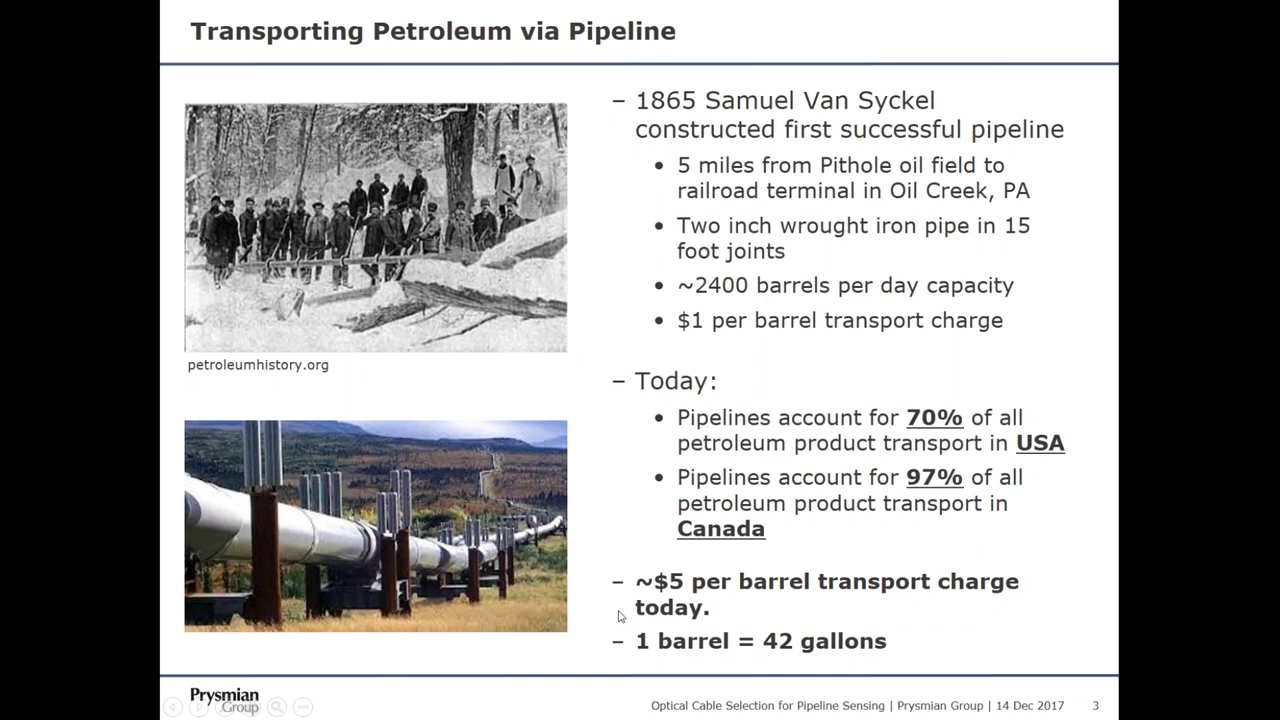 Transporting Petroleum via Pipeline
– 1865 Samuel Van Syckel
constructed first successful pipeline
• 5 miles from Pithole oil field to
railroad terminal in Oil Creek, PA
• Two inch wrought iron pipe in 15
foot joints
• ~2400 barrels per day capacity
• $1 per barrel transport charge
petroleumhistory.org
– Today:
• Pipelines account for 70% of all
petroleum product transport in USA
• Pipelines account for 97% of all
petroleum product transport in
Canada
– ~$5 per barrel transport charge
today.
– 1 barrel = 42 gallons
Prysmian
Group
Optical Cable Selection for Pipeline Sensing | Prysmian Group | 14 Dec 2017 3